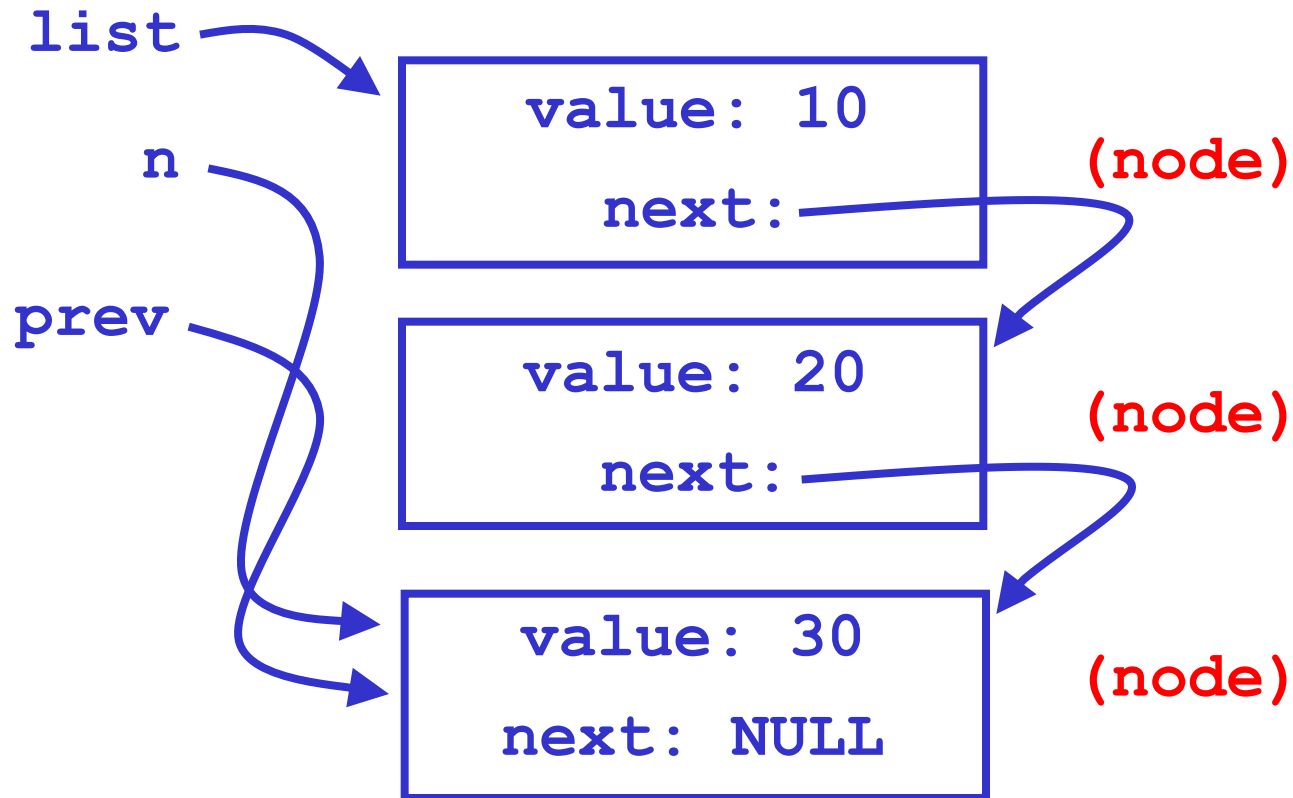 list
value: 10
(node)
n
next:
prev
value: 20
(node)
next:
value: 30
(node)
next: NULL